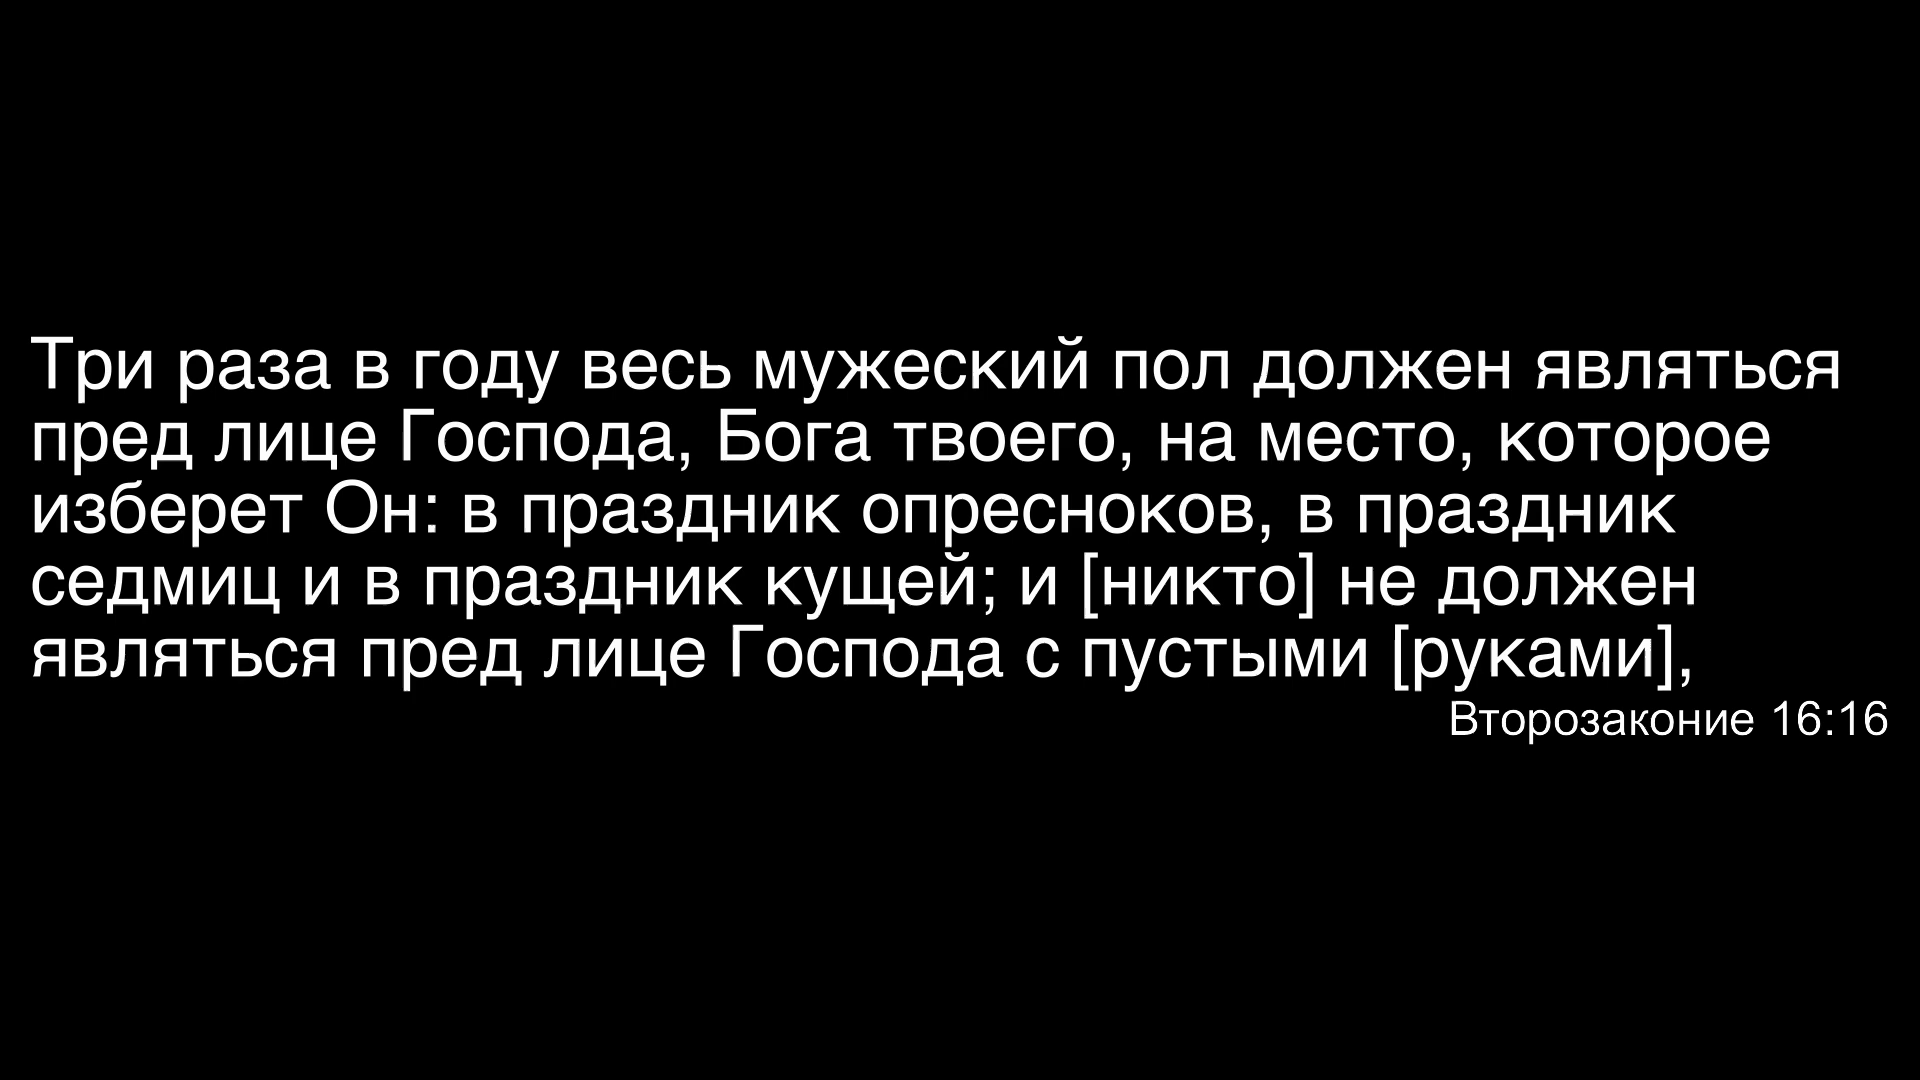 Три раза в году весь мужеский пол должен являться
пред лице Господа, Бога твоего, на место, которое
изберет Он: в праздник опресноков, в праздник
седмиц и в праздник кущей; и [никто] не должен
являться пред лице Господа с пустыми [руками],
Второзаконие 16:16